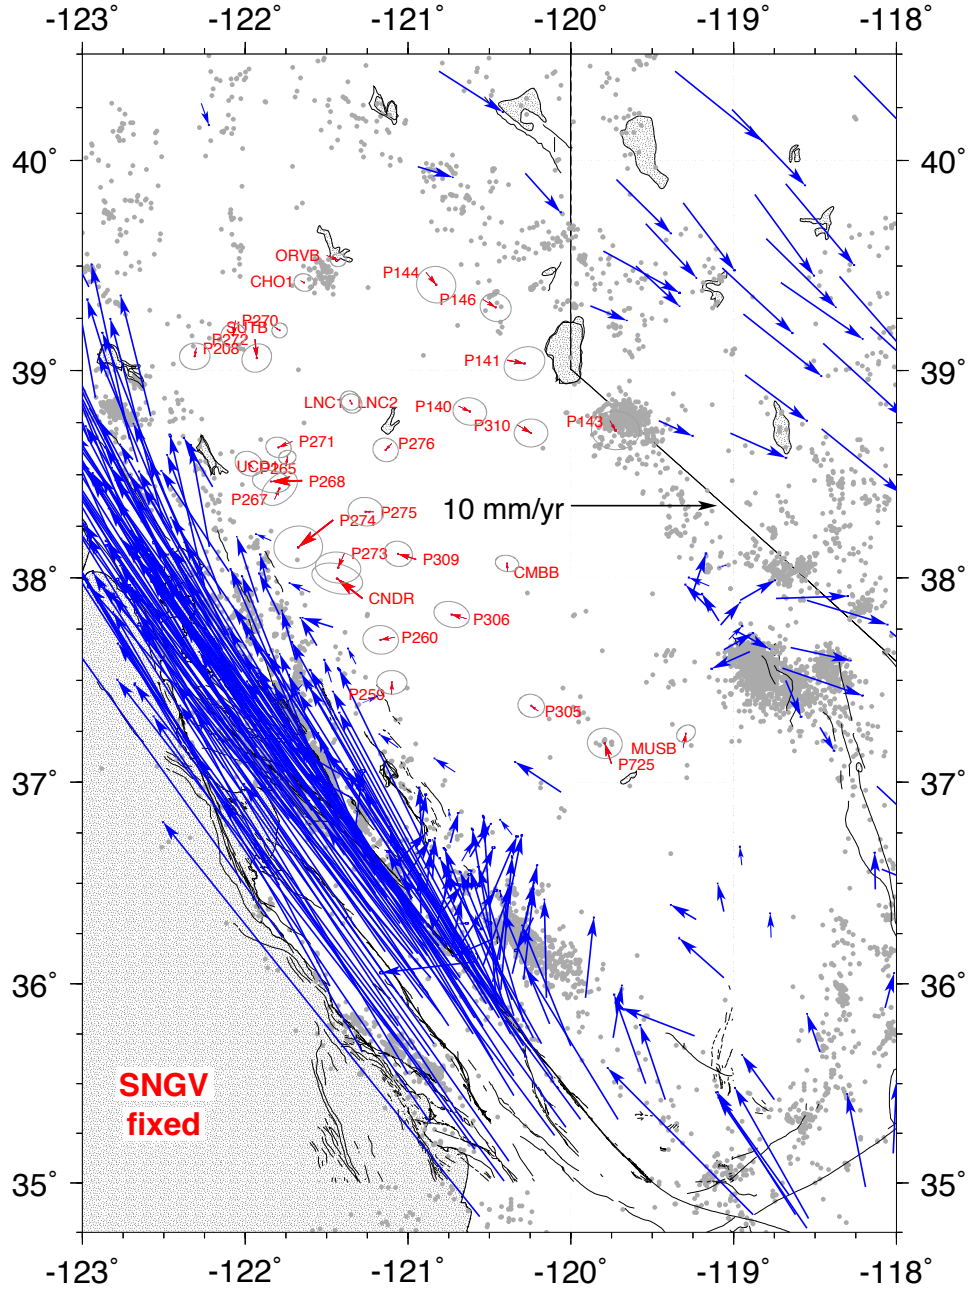 -123° -122° -121° -120° -119° -118°
40° 40°
ORVB
P144
CHO1
P146
P270
SUTB
P272
P208
39° 39°
P141
LNC1 LNC2
P140
P310
P143
P271
P276
P265
P268
P267
10 mm/yr
P275
P274
P273
P309
38° 38°
CMBB
CNDR
P306
P260
P259
P305
MUSB
P725
37° 37°
36° 36°
SNGV
fixed
35° 35°
-123° -122° -121° -120° -119° -118°